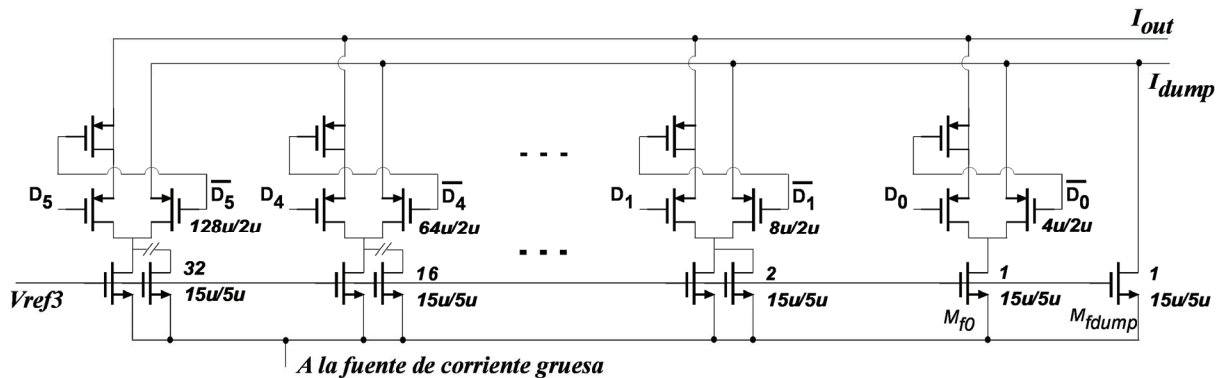 I_out
I_dump
D_5
D̅_5
128u/2u
D_4
D̅_4
64u/2u
D_1
D̅_1
8u/2u
D_0
D̅_0
4u/2u
Vref3
32
15u/5u
16
15u/5u
2
15u/5u
1
15u/5u
M_f0
1
15u/5u
M_fdump
A la fuente de corriente gruesa